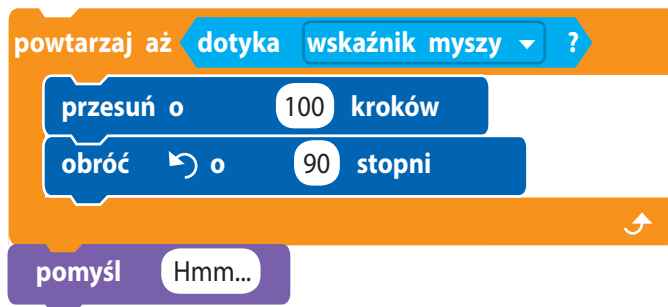 powtarzaj aż dotyka wskaźnik myszy ?
przesuń o 100 kroków
obróć o 90 stopni
pomyśl Hmm...